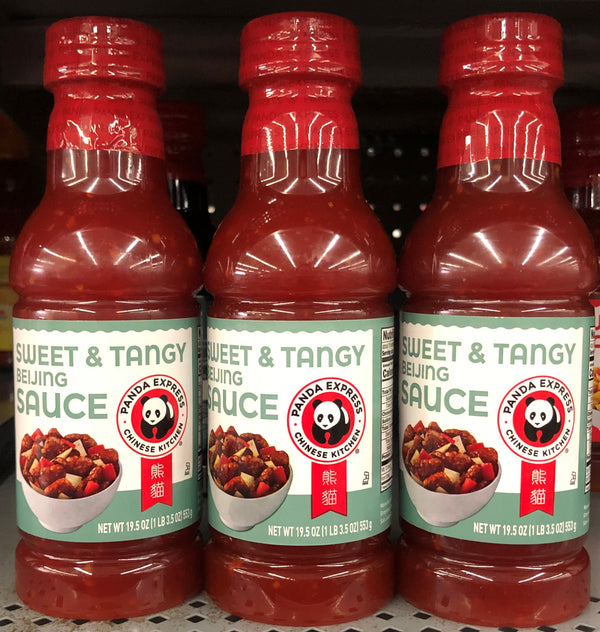 SWEET & TANGY
BEIJING
SAUCE
PANDA EXPRESS
CHINESE KITCHEN
熊
貓
NET WT 19.5 OZ (1 LB 3.5 OZ) 553 g
SWEET & TANGY
BEIJING
SAUCE
PANDA EXPRESS
CHINESE KITCHEN
熊
貓
NET WT 19.5 OZ (1 LB 3.5 OZ) 553 g
SWEET & TANGY
BEIJING
SAUCE
PANDA EXPRESS
CHINESE KITCHEN
熊
貓
NET WT 19.5 OZ (1 LB 3.5 OZ) 553 g